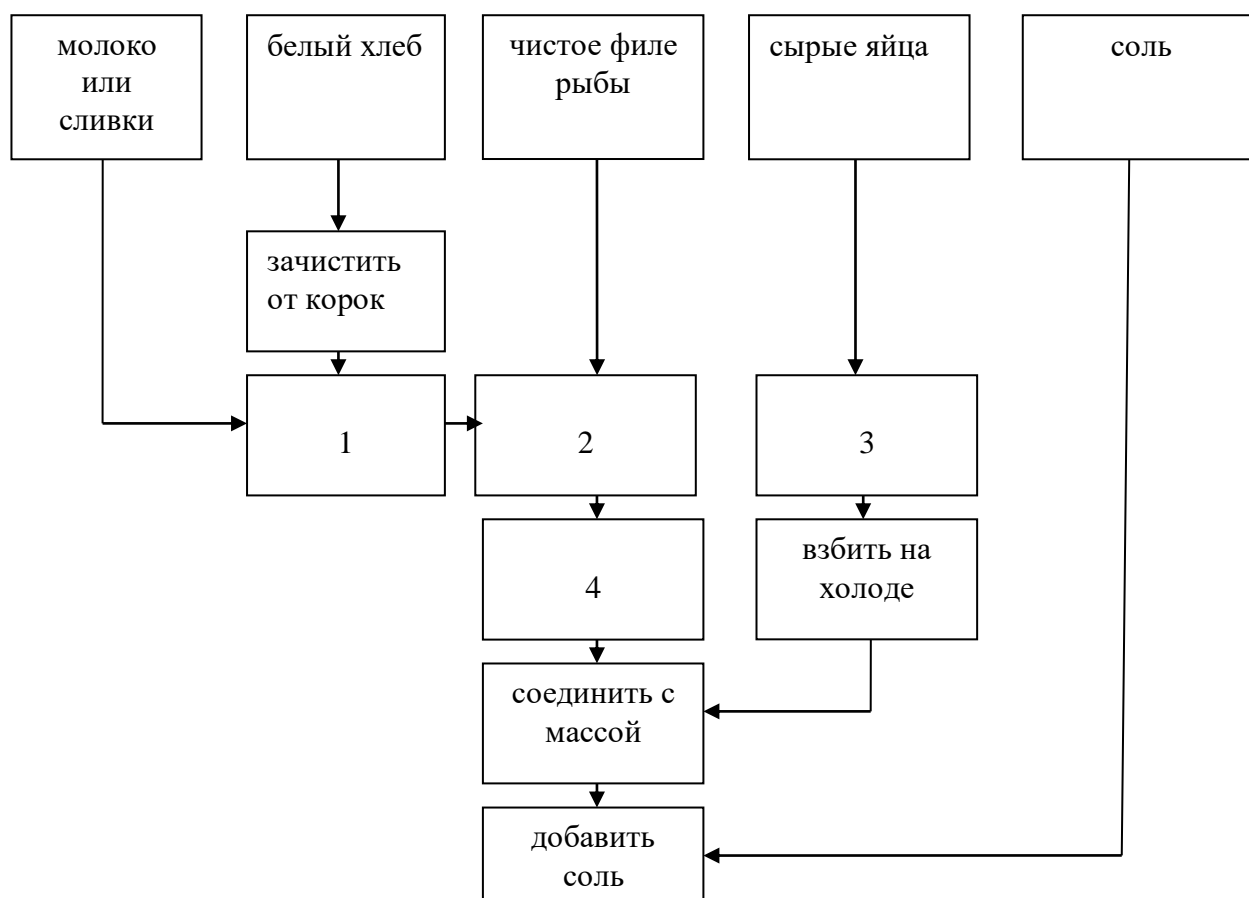 молоко
или
сливки
белый хлеб
чистое филе
рыбы
сырые яйца
соль
зачистить
от корок
1
2
3
4
взбить на
холоде
соединить с
массой
добавить
соль